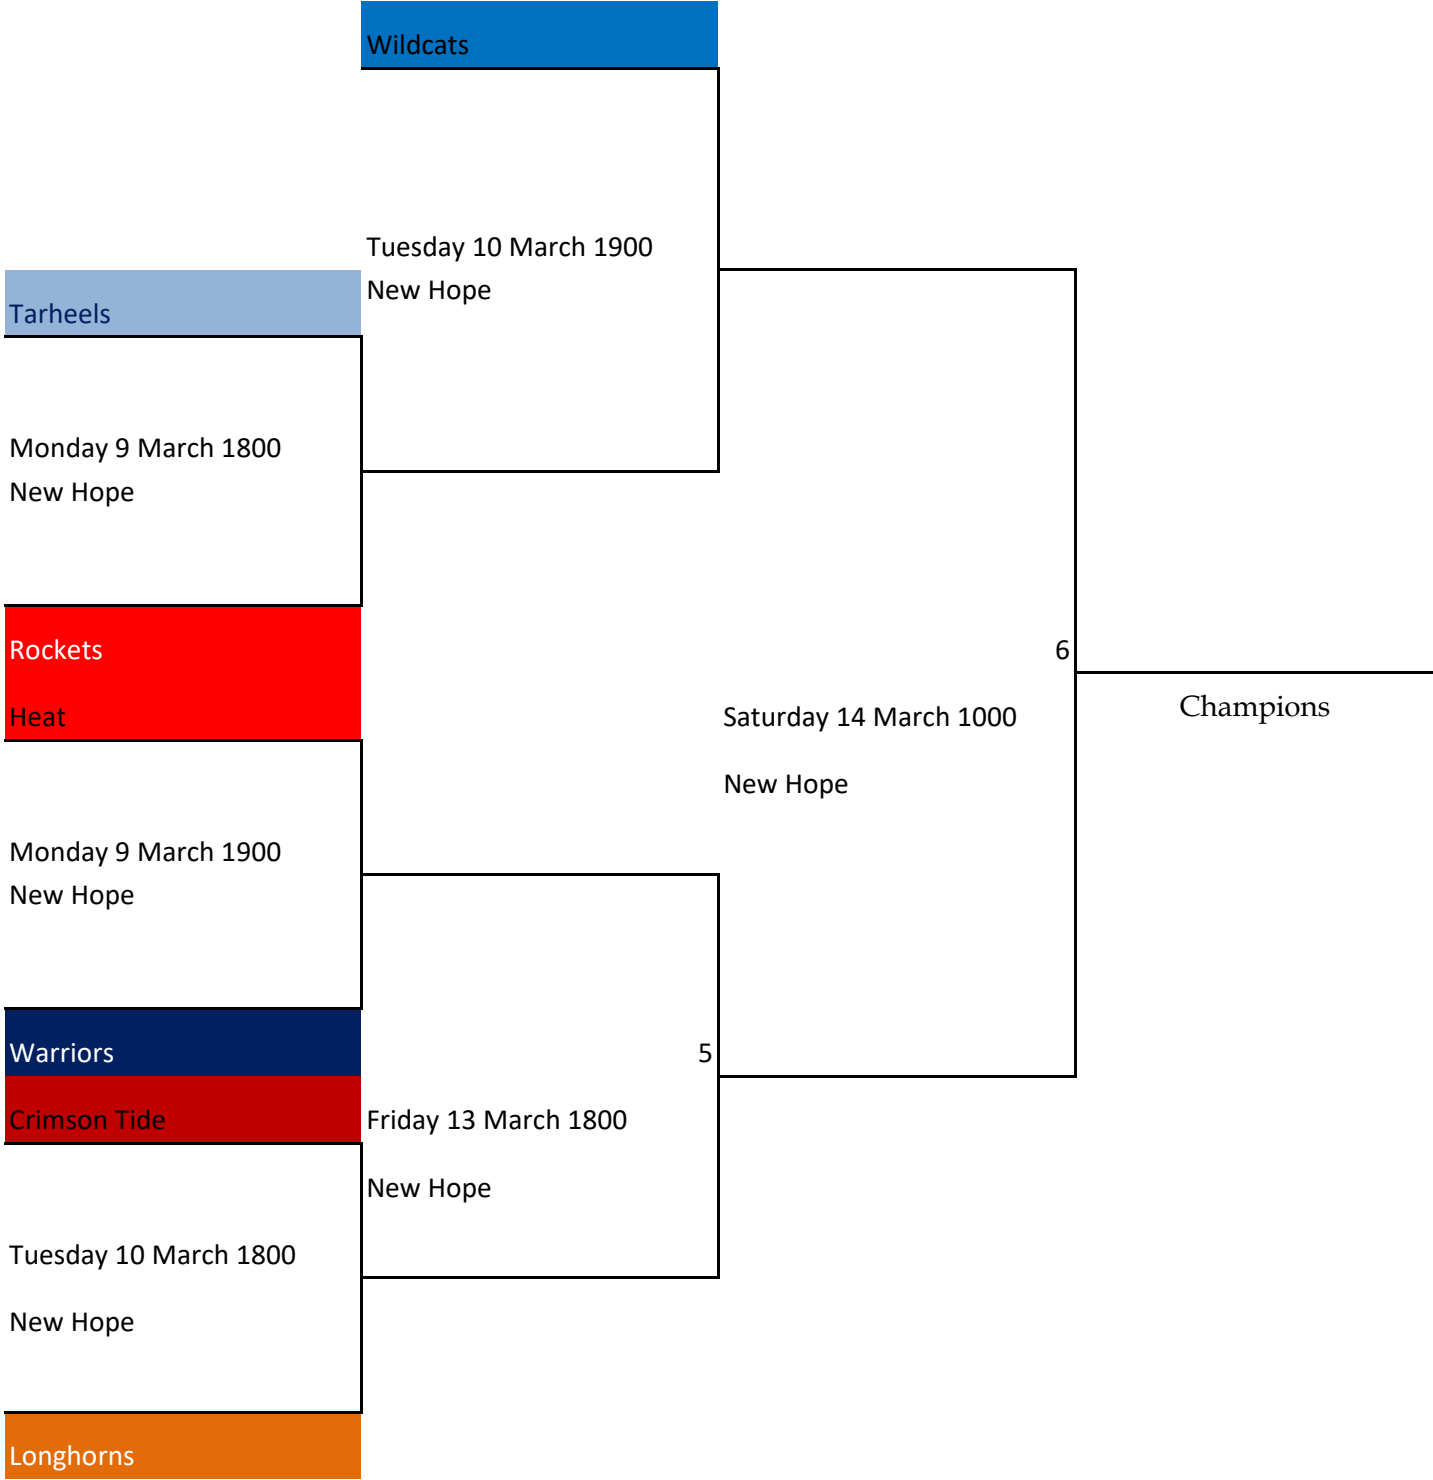 Wildcats
Tuesday 10 March 1900
New Hope
Tarheels
Monday 9 March 1800
New Hope
Rockets
6
Heat
Saturday 14 March 1000
Champions
New Hope
Monday 9 March 1900
New Hope
Warriors
5
Crimson Tide
Friday 13 March 1800
New Hope
Tuesday 10 March 1800
New Hope
Longhorns